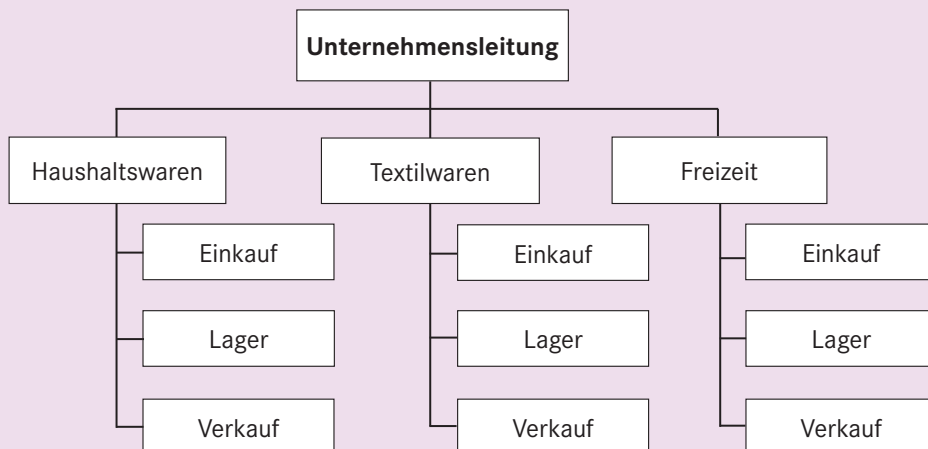 Unternehmensleitung
Haushaltswaren
Textilwaren
Freizeit
Einkauf
Einkauf
Einkauf
Lager
Lager
Lager
Verkauf
Verkauf
Verkauf